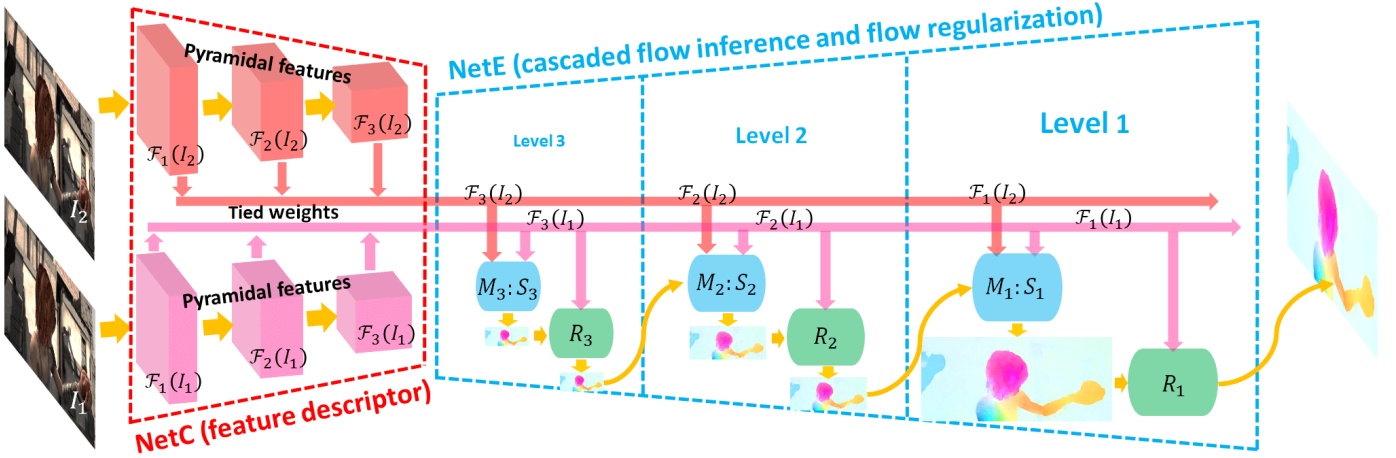 NetE (cascaded flow inference and flow regularization)
Pyramidal features
ℱ₁(I₂)
ℱ₂(I₂)
ℱ₃(I₂)
I₂
Tied weights
I₁
Pyramidal features
ℱ₁(I₁)
ℱ₂(I₁)
ℱ₃(I₁)
NetC (feature descriptor)
Level 3
ℱ₃(I₂)
ℱ₃(I₁)
M₃: S₃
R₃
Level 2
ℱ₂(I₂)
ℱ₂(I₁)
M₂: S₂
R₂
Level 1
ℱ₁(I₂)
ℱ₁(I₁)
M₁: S₁
R₁